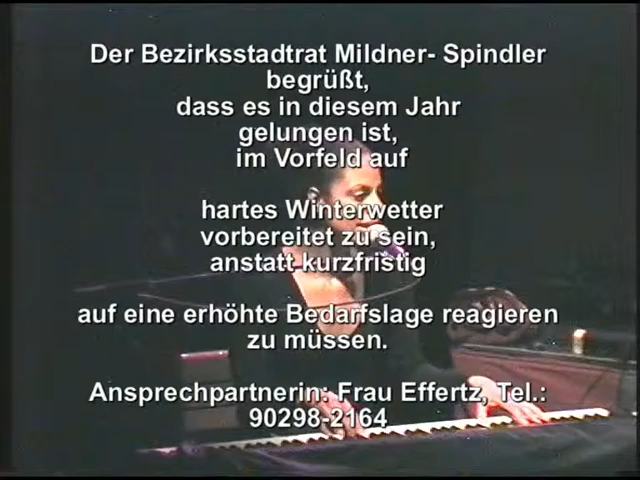 Der Bezirksstadtrat Mildner- Spindler
begrüßt,
dass es in diesem Jahr
gelungen ist,
im Vorfeld auf
hartes Winterwetter
vorbereitet zu sein,
anstatt kurzfristig
auf eine erhöhte Bedarfslage reagieren
zu müssen.
Ansprechpartnerin: Frau Effertz, Tel.:
90298-2164